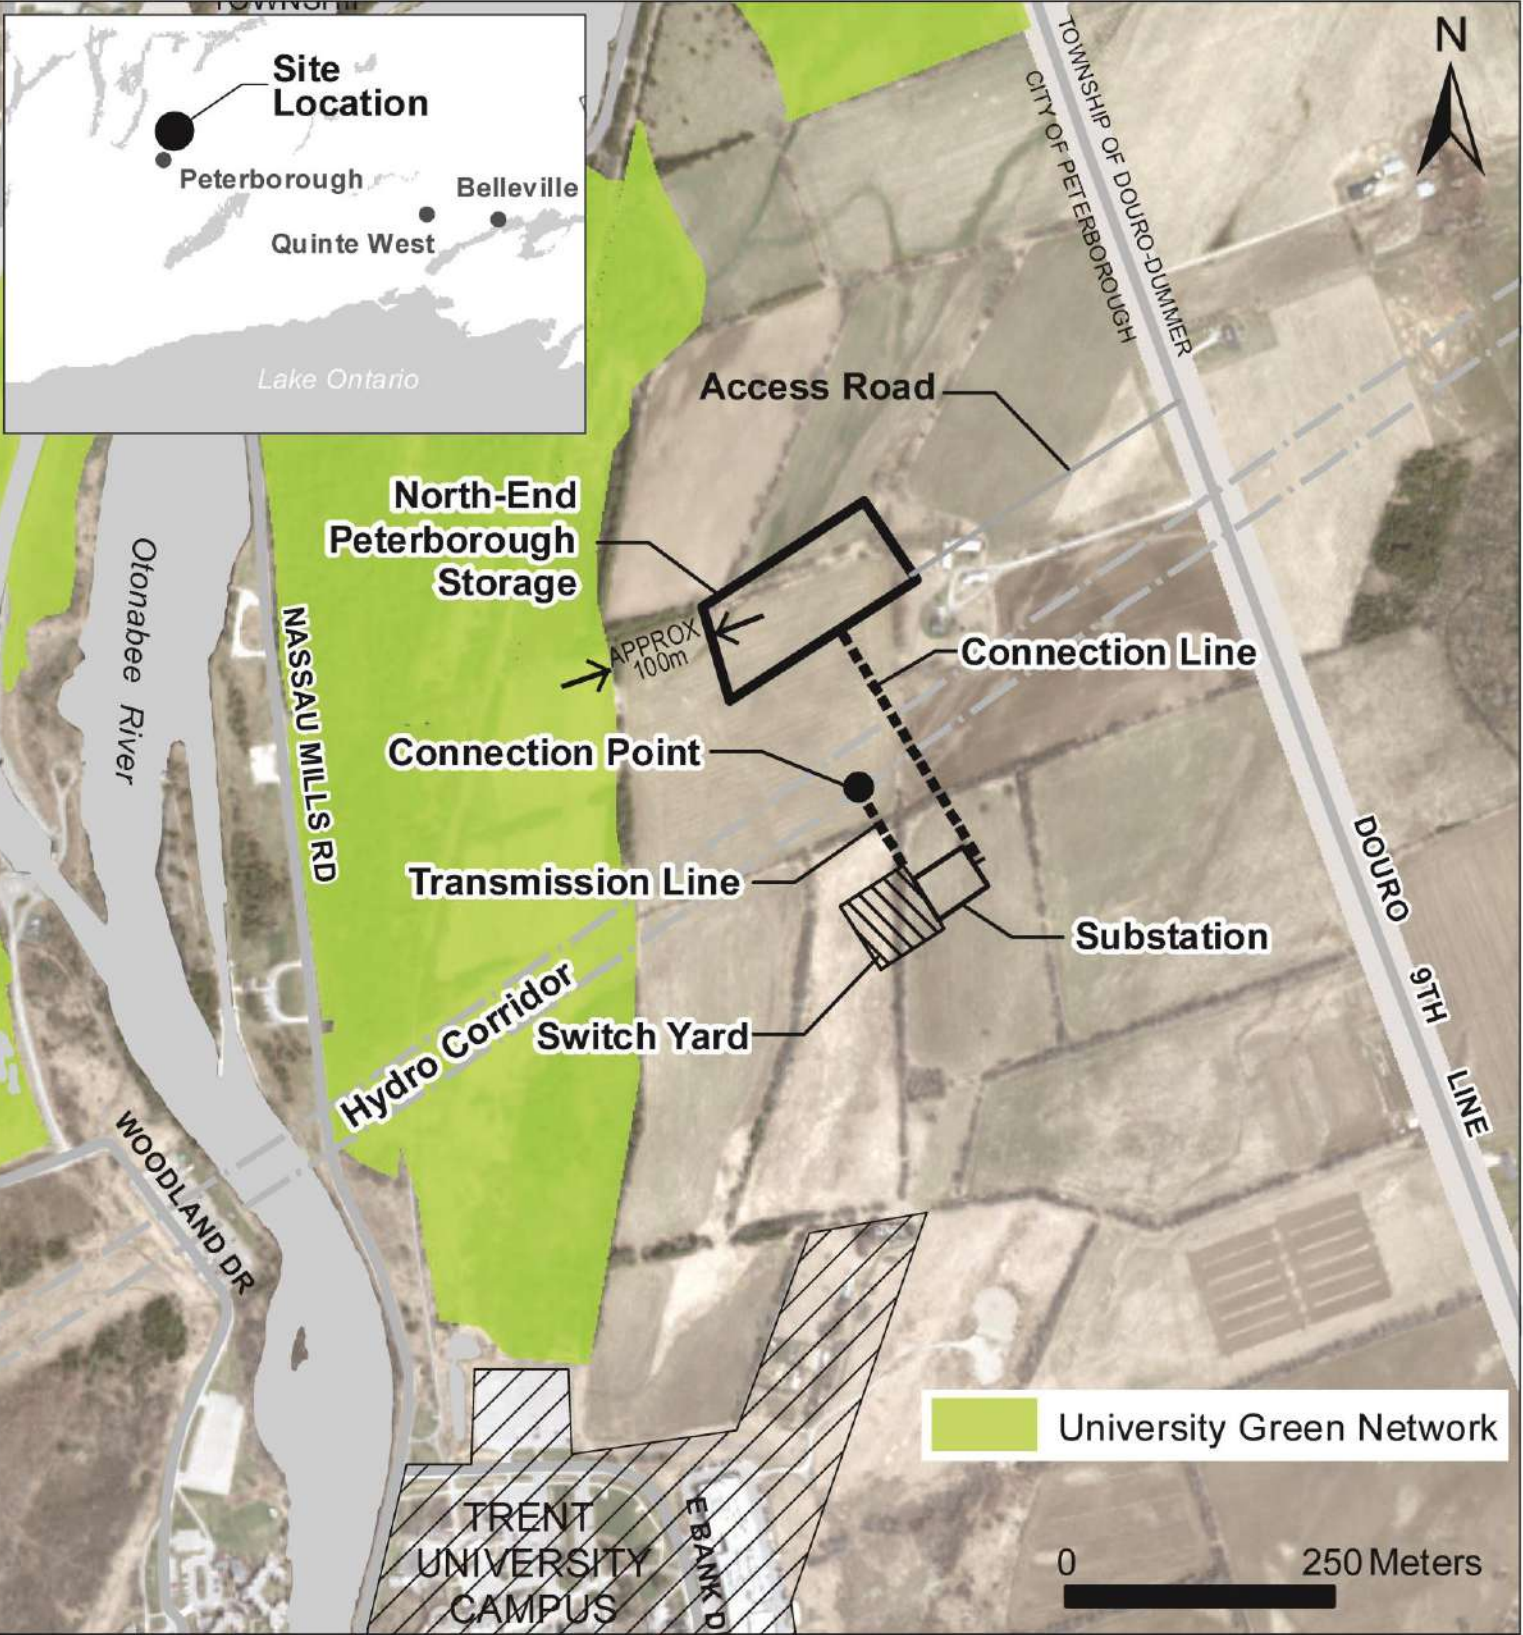 TOWNSHIP
Site
Location
Peterborough
Belleville
Quinte West
Lake Ontario
N
TOWNSHIP OF DOURO-DUMMER
CITY OF PETERBOROUGH
Access Road
North-End
Peterborough
Storage
APPROX
100m
Otonabee River
NASSAU MILLS RD
Connection Line
Connection Point
Transmission Line
Substation
Switch Yard
Hydro Corridor
DOURO 9TH LINE
WOODLAND DR
University Green Network
TRENT
UNIVERSITY
CAMPUS
E BANK D
0 250 Meters